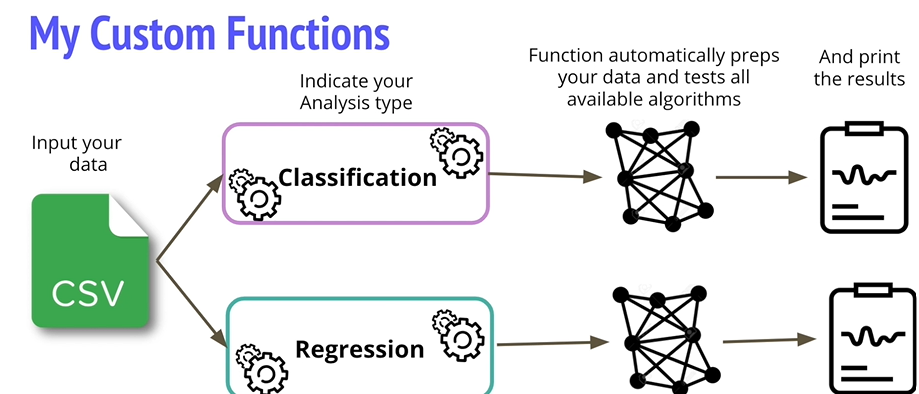 My Custom Functions
Input your
data
Indicate your
Analysis type
Function automatically preps
your data and tests all
available algorithms
And print
the results
Classification
CSV
Regression